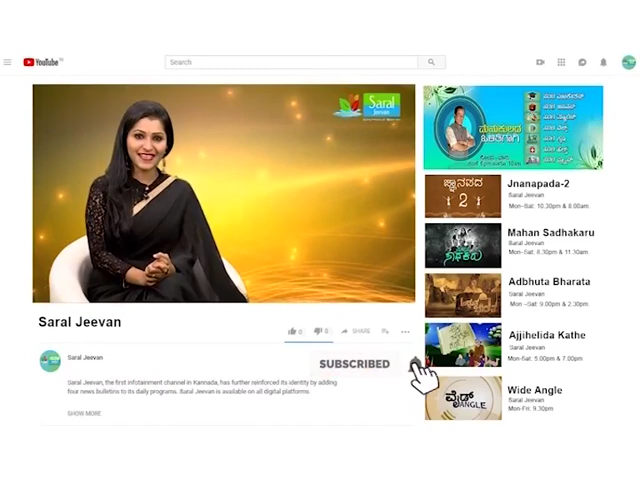 YouTube
Search
Saral
Jeevan
Jnanapada-2
Saral Jeevan
Mon-Sat: 10.30pm & 8.00am.
ಜ್ಞಾನಪದ
2
Mahan Sadhakaru
Saral Jeevan
Mon-Sat: 8.30pm & 11.30am.
Adbhuta Bharata
Saral Jeevan
Mon –Sat: 9.00pm & 2.30pm.
Ajjihelida Kathe
Saral Jeevan
Mon-Sat: 5.00pm & 7.00pm.
Wide Angle
Saral Jeevan
Mon-Fri: 9.30pm
ವೈಡ್
ANGLE
Saral Jeevan
0
0
SHARE
Saral Jeevan
SUBSCRIBED
Saral Jeevan, the first infotainment channel in Kannada, has further reinforced its identity by adding
four news bulletins to its daily programs. Saral Jeevan is available on all digital platforms.
SHOW MORE